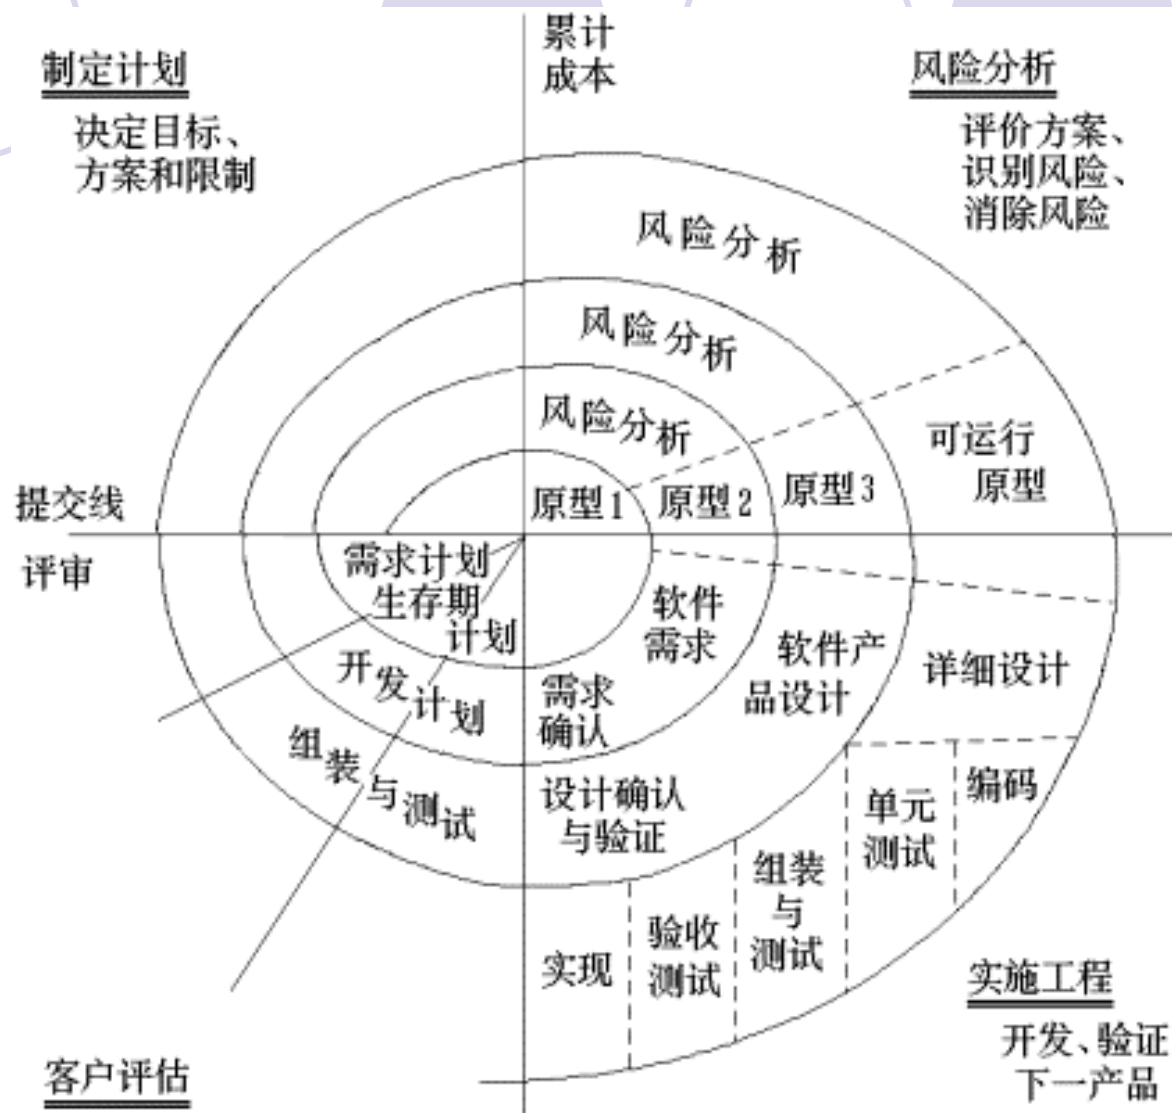 累计
成本
制定计划
决定目标、
方案和限制
风险分析
评价方案、
识别风险、
消除风险
风险分析
风险分析
风险分析
可运行
原型
原型1
原型2
原型3
提交线
评审
需求计划
生存期
计划
软件
需求
开发计划
需求
确认
软件产
品设计
详细设计
组装与测试
设计确认
与验证
单元
测试
编码
组装
与
测试
验收
测试
实现
实施工程
开发、验证
下一产品
客户评估